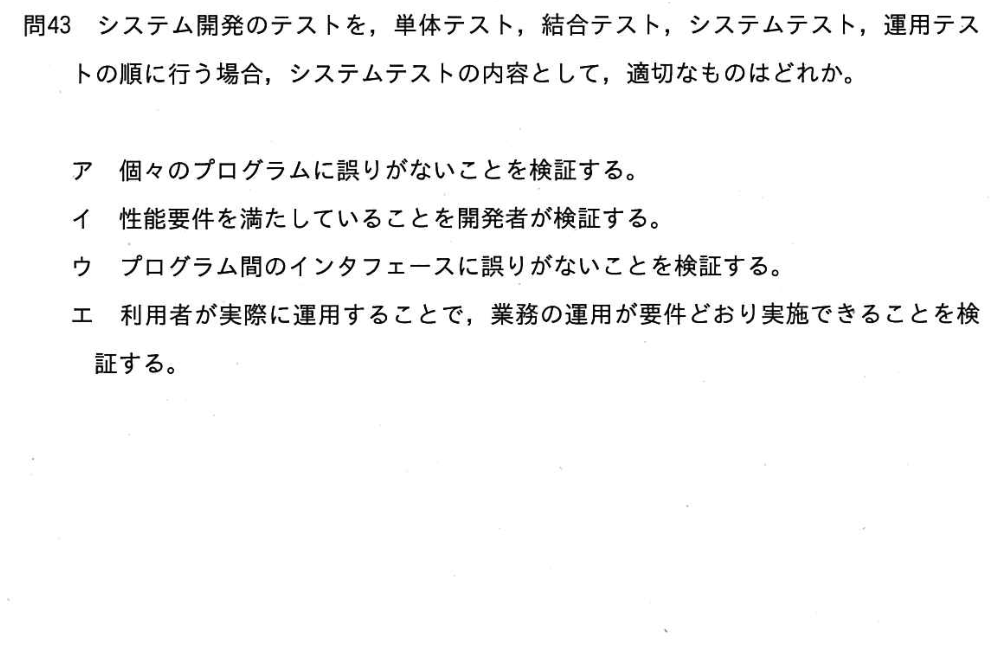 問43 システム開発のテストを，単体テスト，結合テスト，システムテスト，運用テス
トの順に行う場合，システムテストの内容として，適切なものはどれか。
ア 個々のプログラムに誤りがないことを検証する。
イ 性能要件を満たしていることを開発者が検証する。
ウ プログラム間のインタフェースに誤りがないことを検証する。
エ 利用者が実際に運用することで，業務の運用が要件どおり実施できることを検
証する。